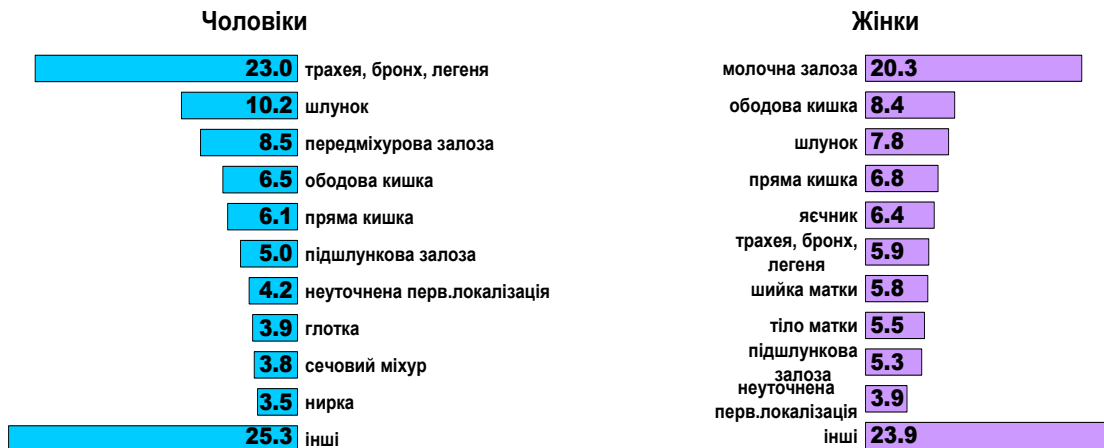 Чоловіки
23.0 трахея, бронх, легеня
10.2 шлунок
8.5 передміхурова залоза
6.5 ободова кишка
6.1 пряма кишка
5.0 підшлункова залоза
4.2 неуточнена перв.локалізація
3.9 глотка
3.8 сечовий міхур
3.5 нирка
25.3 інші
Жінки
молочна залоза 20.3
ободова кишка 8.4
шлунок 7.8
пряма кишка 6.8
яєчник 6.4
трахея, бронх,
легеня 5.9
шийка матки 5.8
тіло матки 5.5
підшлункова
залоза 5.3
неуточнена
перв.локалізація 3.9
інші 23.9